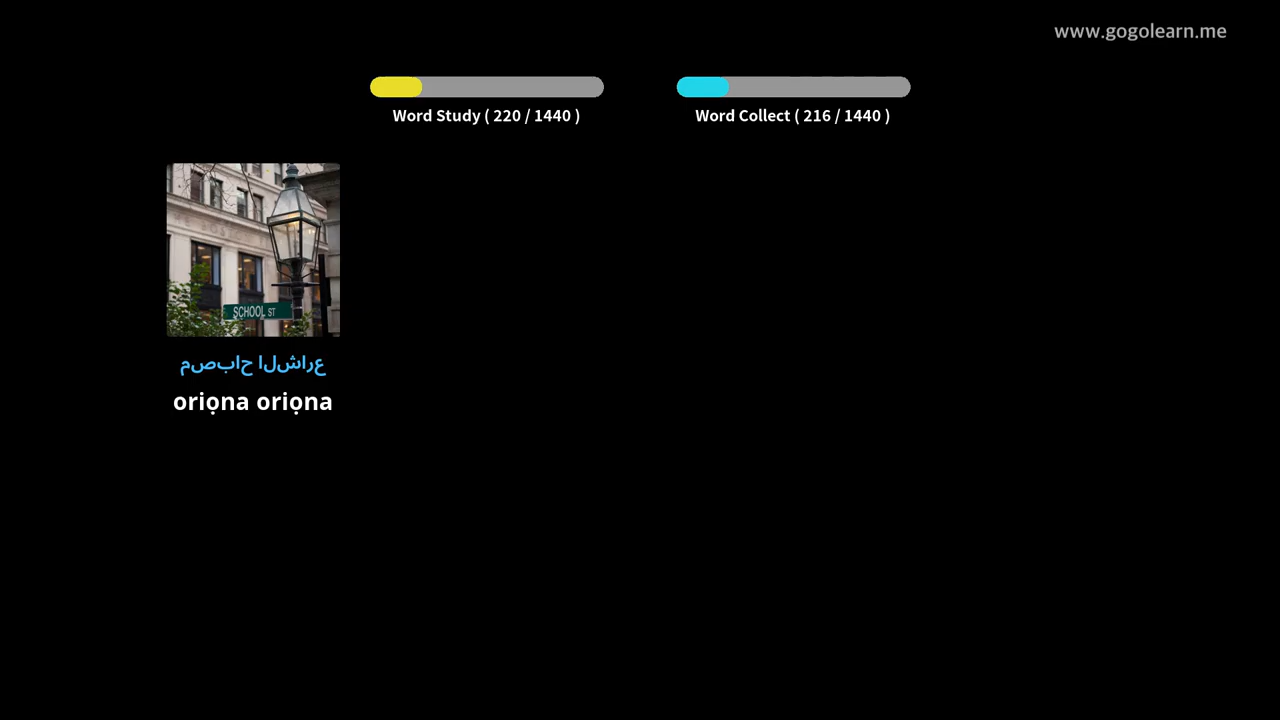 www.gogolearn.me
Word Study ( 220 / 1440 )
Word Collect ( 216 / 1440 )
SCHOOL ST
مصباح الشارع
oriọna oriọna